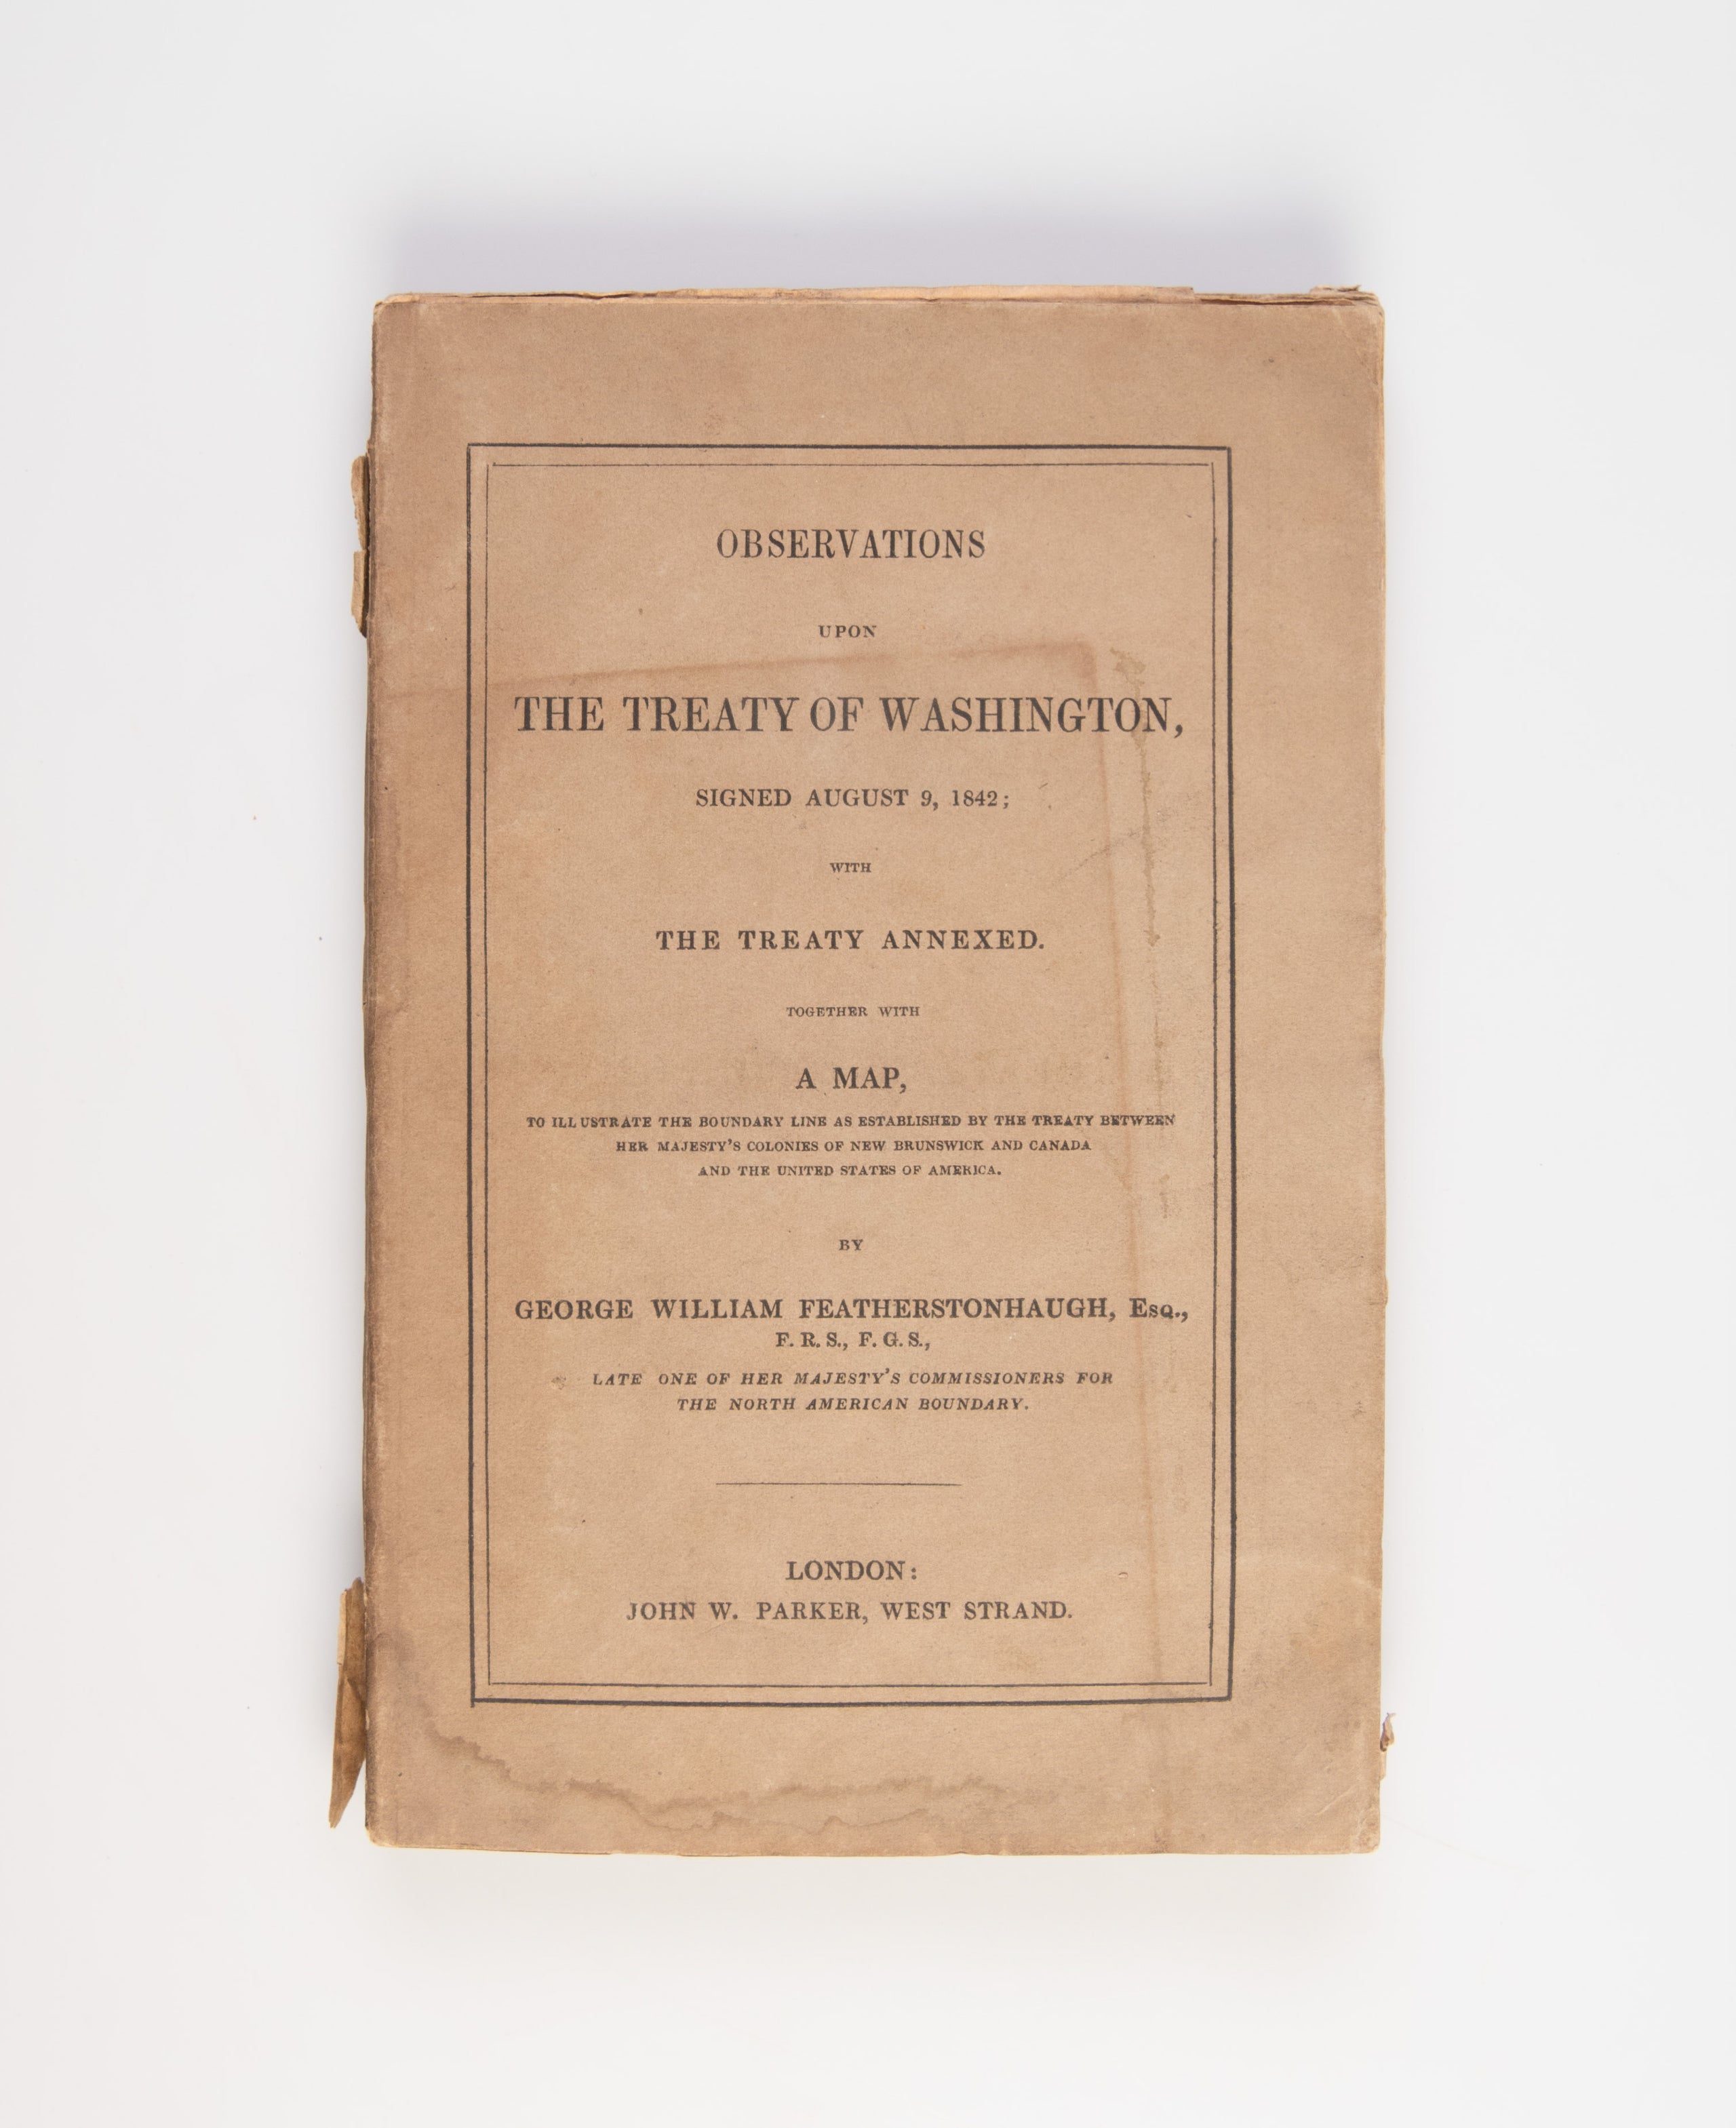 OBSERVATIONS
UPON
THE TREATY OF WASHINGTON,
SIGNED AUGUST 9, 1842;
WITH
THE TREATY ANNEXED.
TOGETHER WITH
A MAP,
TO ILLUSTRATE THE BOUNDARY LINE AS ESTABLISHED BY THE TREATY BETWEEN
HER MAJESTY'S COLONIES OF NEW BRUNSWICK AND CANADA
AND THE UNITED STATES OF AMERICA.
BY
GEORGE WILLIAM FEATHERSTONHAUGH, Esq.,
F. R. S., F. G. S.,
LATE ONE OF HER MAJESTY'S COMMISSIONERS FOR
THE NORTH AMERICAN BOUNDARY.
LONDON:
JOHN W. PARKER, WEST STRAND.